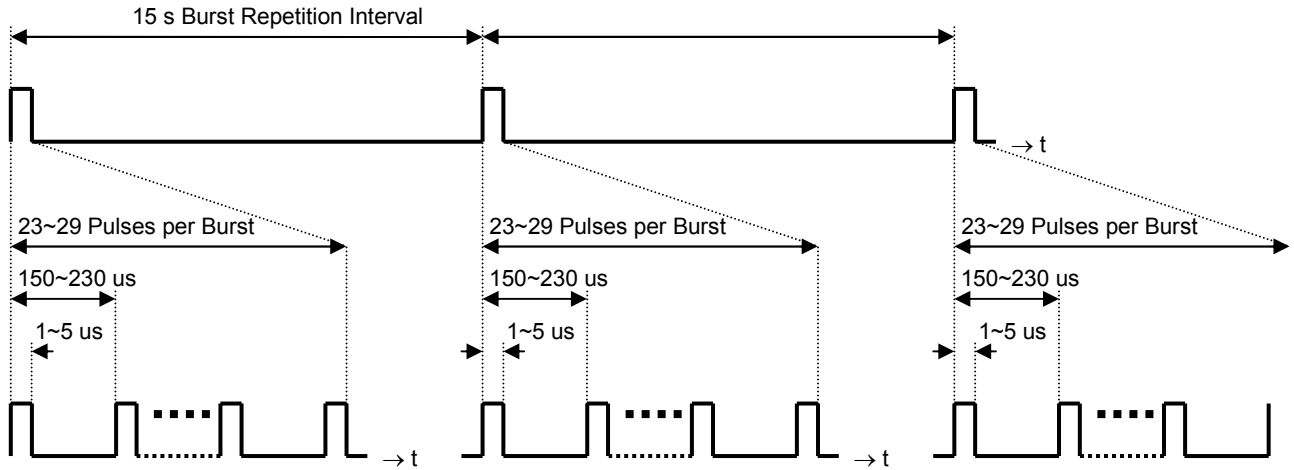 15 s Burst Repetition Interval
→ t
23~29 Pulses per Burst
23~29 Pulses per Burst
23~29 Pulses per Burst
150~230 us
150~230 us
150~230 us
1~5 us
1~5 us
1~5 us
→ t
→ t